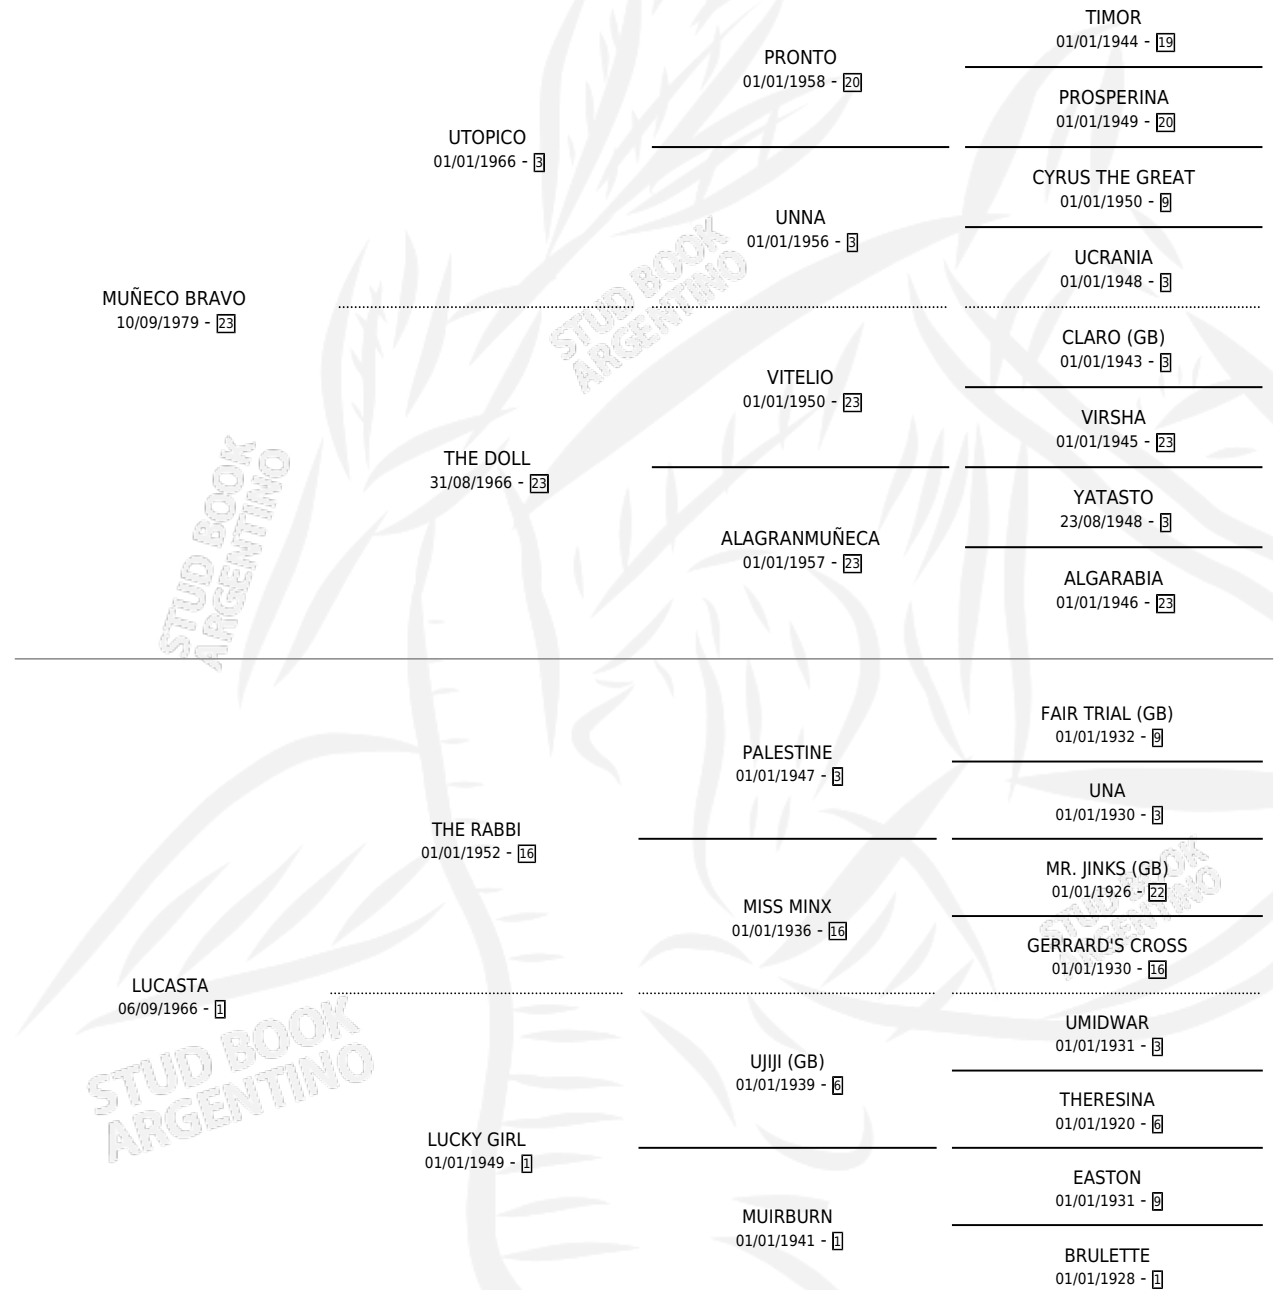 TIMOR
01/01/1944 - 19
PRONTO
01/01/1958 - 20
PROSPERINA
01/01/1949 - 20
UTOPICO
01/01/1966 - 3
CYRUS THE GREAT
01/01/1950 - 9
UNNA
01/01/1956 - 3
UCRANIA
01/01/1948 - 3
MUÑECO BRAVO
10/09/1979 - 23
CLARO (GB)
01/01/1943 - 3
VITELIO
01/01/1950 - 23
VIRSHA
01/01/1945 - 23
THE DOLL
31/08/1966 - 23
YATASTO
23/08/1948 - 3
ALAGRANMUÑECA
01/01/1957 - 23
ALGARABIA
01/01/1946 - 23
FAIR TRIAL (GB)
01/01/1932 - 9
PALESTINE
01/01/1947 - 3
UNA
01/01/1930 - 3
THE RABBI
01/01/1952 - 16
MR. JINKS (GB)
01/01/1926 - 22
MISS MINX
01/01/1936 - 16
GERRARD'S CROSS
01/01/1930 - 16
LUCASTA
06/09/1966 - 1
UMIDWAR
01/01/1931 - 3
UJIJI (GB)
01/01/1939 - 6
THERESINA
01/01/1920 - 6
LUCKY GIRL
01/01/1949 - 1
EASTON
01/01/1931 - 9
MUIRBURN
01/01/1941 - 1
BRULETTE
01/01/1928 - 1
STUD BOOK
ARGENTINO
STUD BOOK
ARGENTINO
STUD BOOK
ARGENTINO
STUD BOOK
ARGENTINO